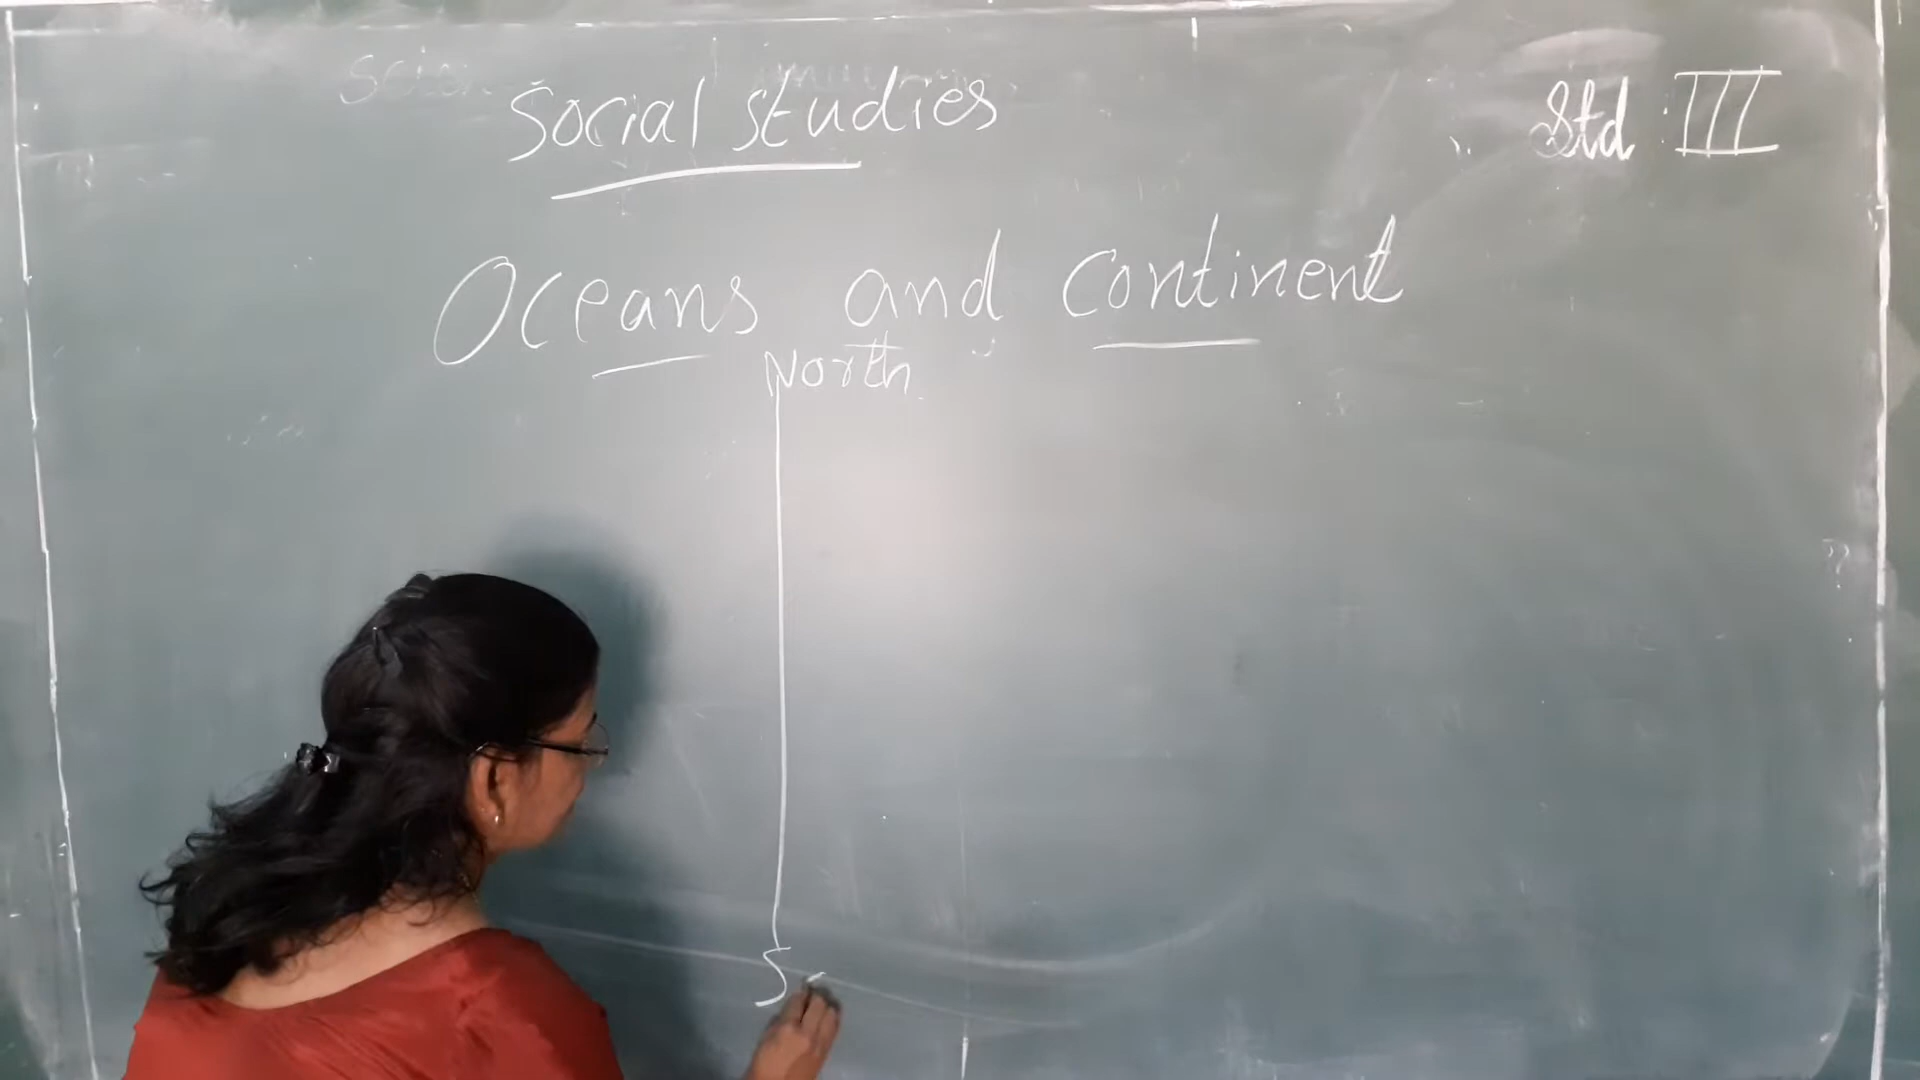 Social studies
Std : III
Oceans and continent
North
S